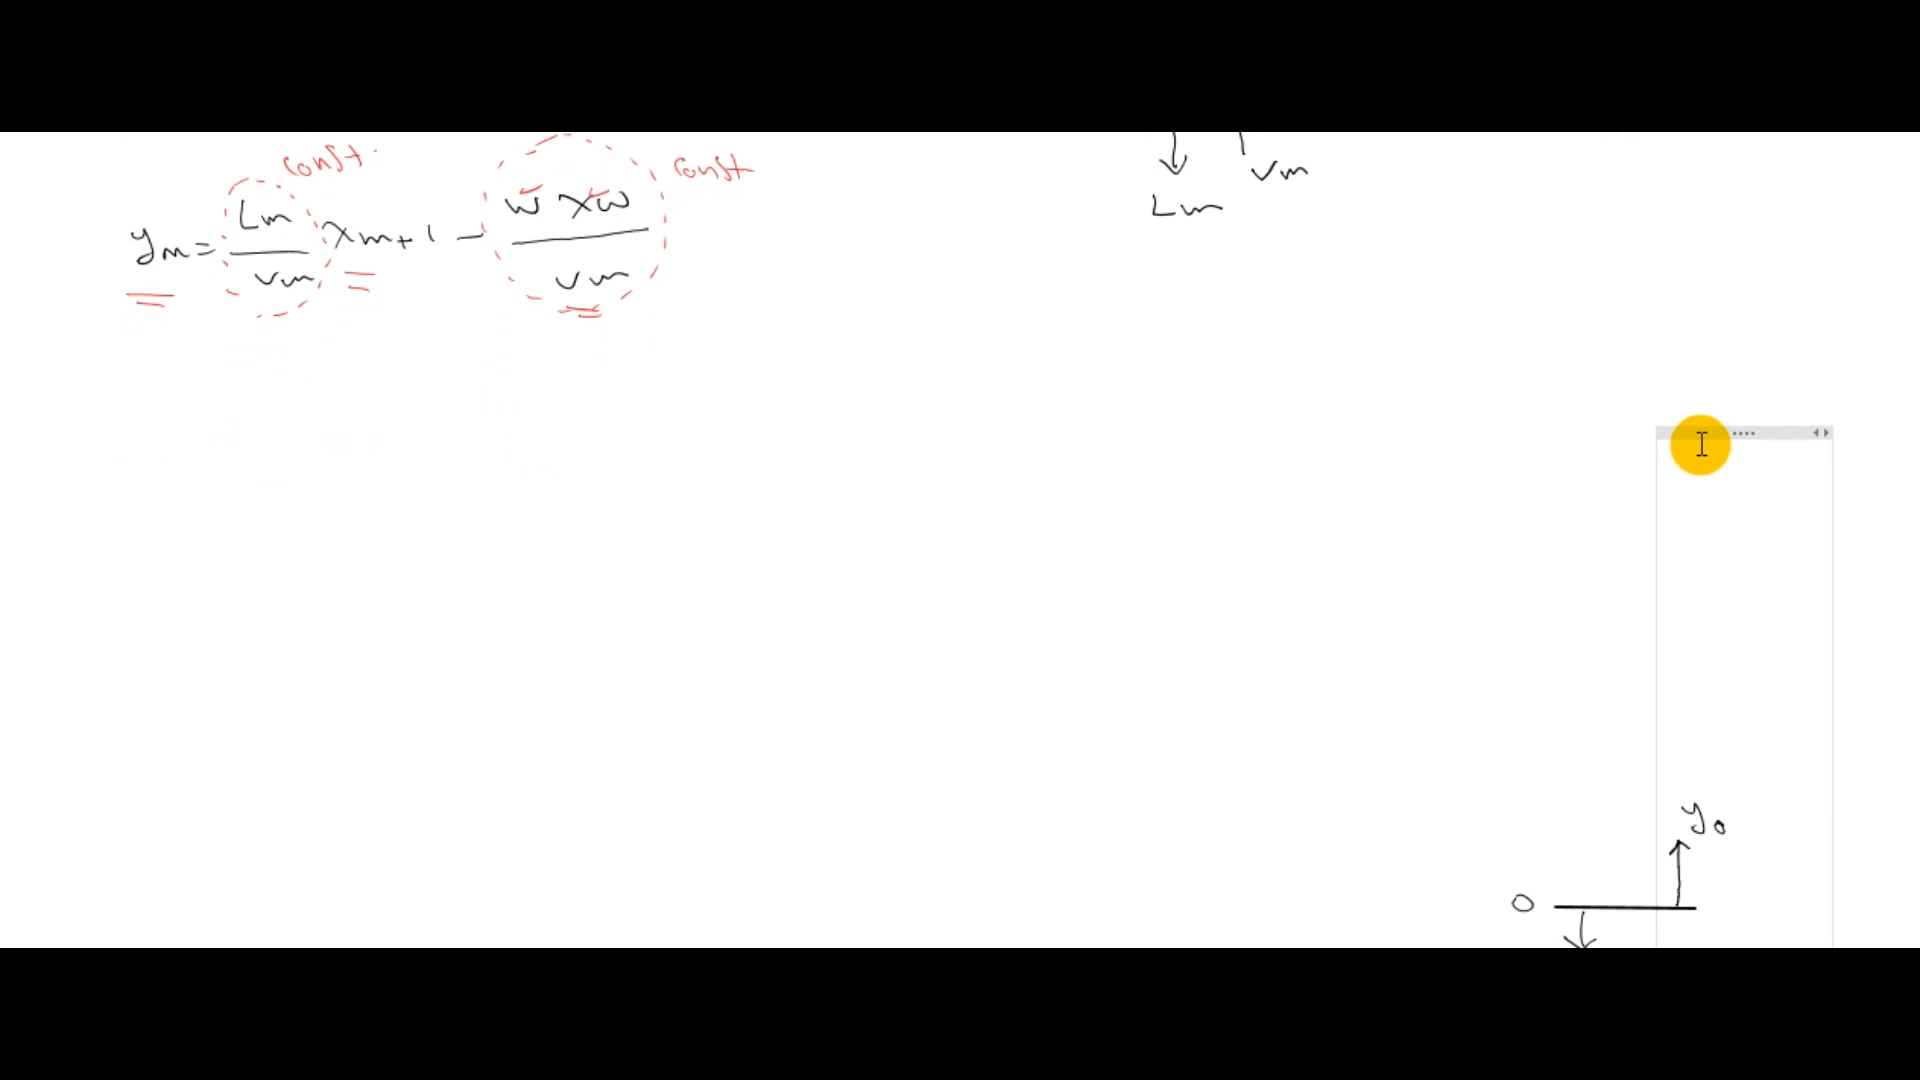 const.
const
ym = Lm/vm xm+1 - w xw/vm
vm
Lm
y0
0